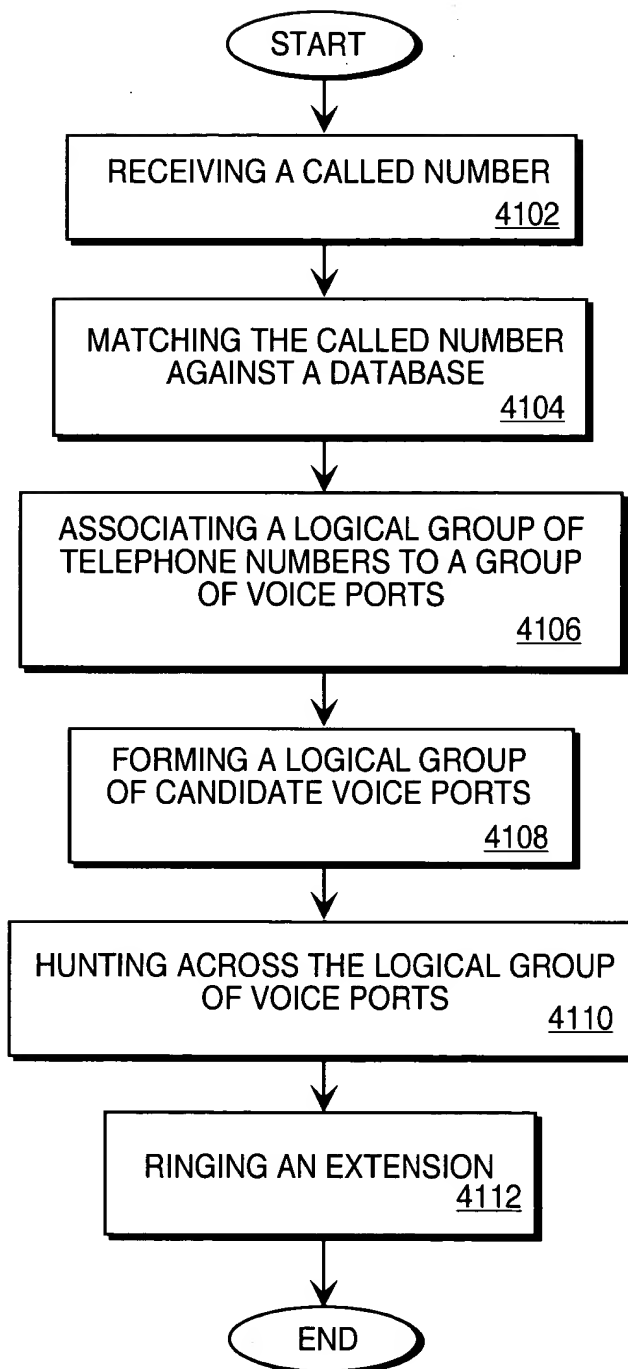 START
RECEIVING A CALLED NUMBER
4102
MATCHING THE CALLED NUMBER
AGAINST A DATABASE
4104
ASSOCIATING A LOGICAL GROUP OF
TELEPHONE NUMBERS TO A GROUP
OF VOICE PORTS
4106
FORMING A LOGICAL GROUP
OF CANDIDATE VOICE PORTS
4108
HUNTING ACROSS THE LOGICAL GROUP
OF VOICE PORTS
4110
RINGING AN EXTENSION
4112
END